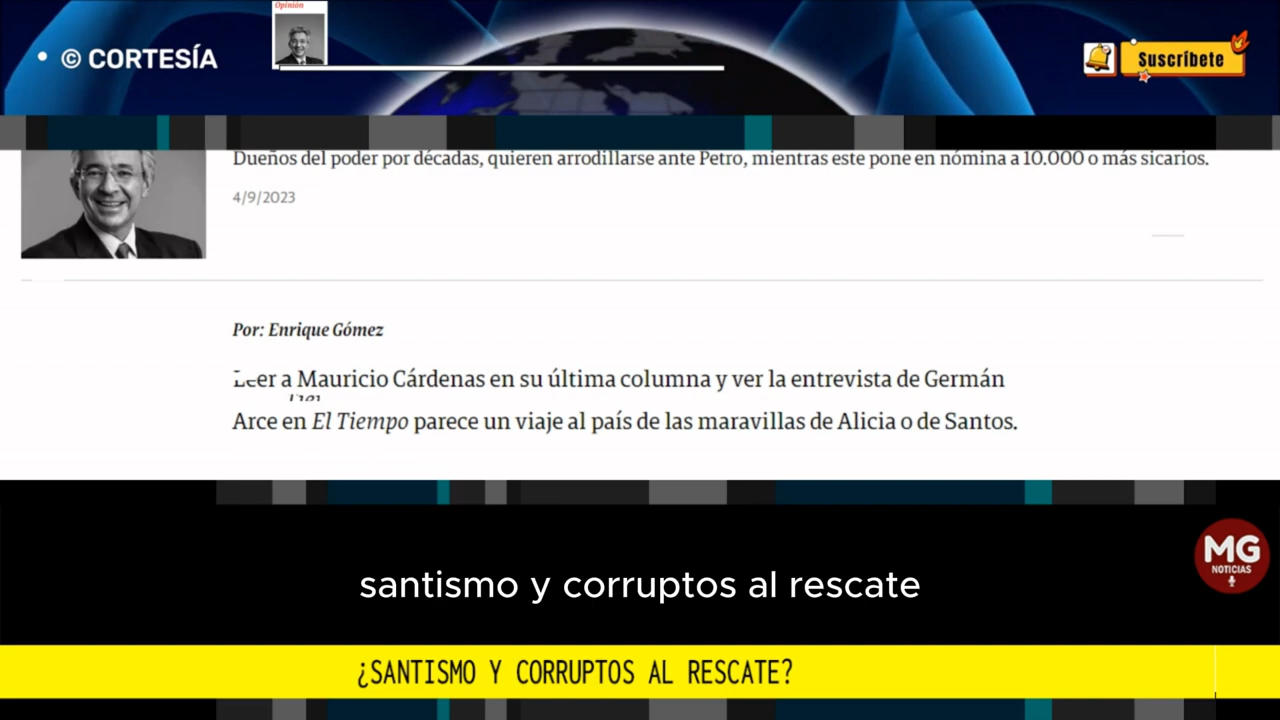 Opinión
• © CORTESÍA
Suscríbete
Dueños del poder por décadas, quieren arrodillarse ante Petro, mientras este pone en nómina a 10.000 o más sicarios.
4/9/2023
Por: Enrique Gómez
Leer a Mauricio Cárdenas en su última columna y ver la entrevista de Germán
Arce en El Tiempo parece un viaje al país de las maravillas de Alicia o de Santos.
MG
NOTICIAS
santismo y corruptos al rescate
¿SANTISMO Y CORRUPTOS AL RESCATE?